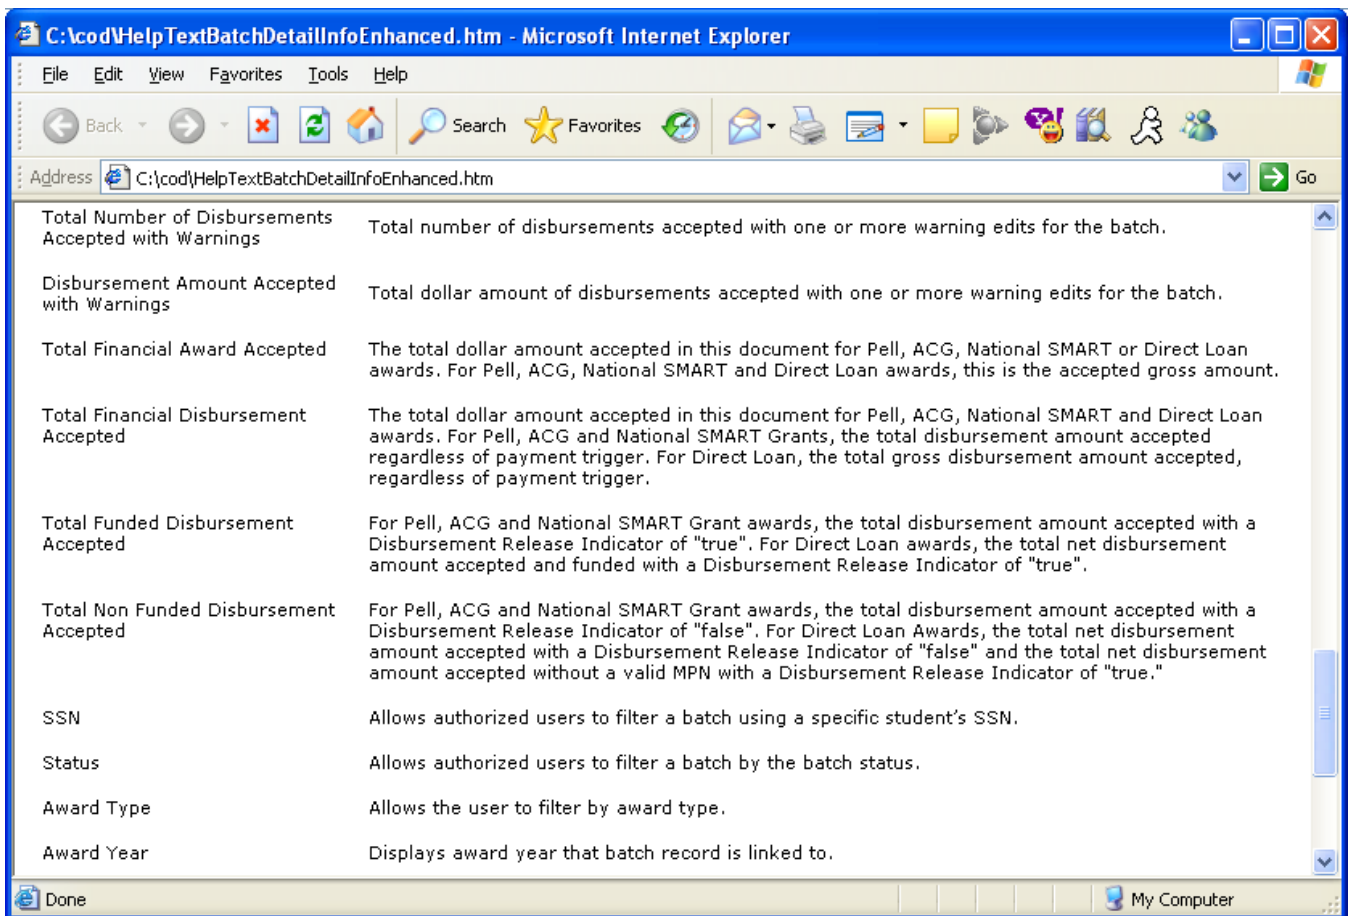 C:\cod\HelpTextBatchDetailInfoEnhanced.htm - Microsoft Internet Explorer
File Edit View Favorites Tools Help
Back Search Favorites
Address C:\cod\HelpTextBatchDetailInfoEnhanced.htm Go
Total Number of Disbursements
Accepted with Warnings
Total number of disbursements accepted with one or more warning edits for the batch.
Disbursement Amount Accepted
with Warnings
Total dollar amount of disbursements accepted with one or more warning edits for the batch.
Total Financial Award Accepted
The total dollar amount accepted in this document for Pell, ACG, National SMART or Direct Loan
awards. For Pell, ACG, National SMART and Direct Loan awards, this is the accepted gross amount.
Total Financial Disbursement
Accepted
The total dollar amount accepted in this document for Pell, ACG, National SMART and Direct Loan
awards. For Pell, ACG and National SMART Grants, the total disbursement amount accepted
regardless of payment trigger. For Direct Loan, the total gross disbursement amount accepted,
regardless of payment trigger.
Total Funded Disbursement
Accepted
For Pell, ACG and National SMART Grant awards, the total disbursement amount accepted with a
Disbursement Release Indicator of "true". For Direct Loan awards, the total net disbursement
amount accepted and funded with a Disbursement Release Indicator of "true".
Total Non Funded Disbursement
Accepted
For Pell, ACG and National SMART Grant awards, the total disbursement amount accepted with a
Disbursement Release Indicator of "false". For Direct Loan Awards, the total net disbursement
amount accepted with a Disbursement Release Indicator of "false" and the total net disbursement
amount accepted without a valid MPN with a Disbursement Release Indicator of "true."
SSN
Allows authorized users to filter a batch using a specific student’s SSN.
Status
Allows authorized users to filter a batch by the batch status.
Award Type
Allows the user to filter by award type.
Award Year
Displays award year that batch record is linked to.
Done My Computer